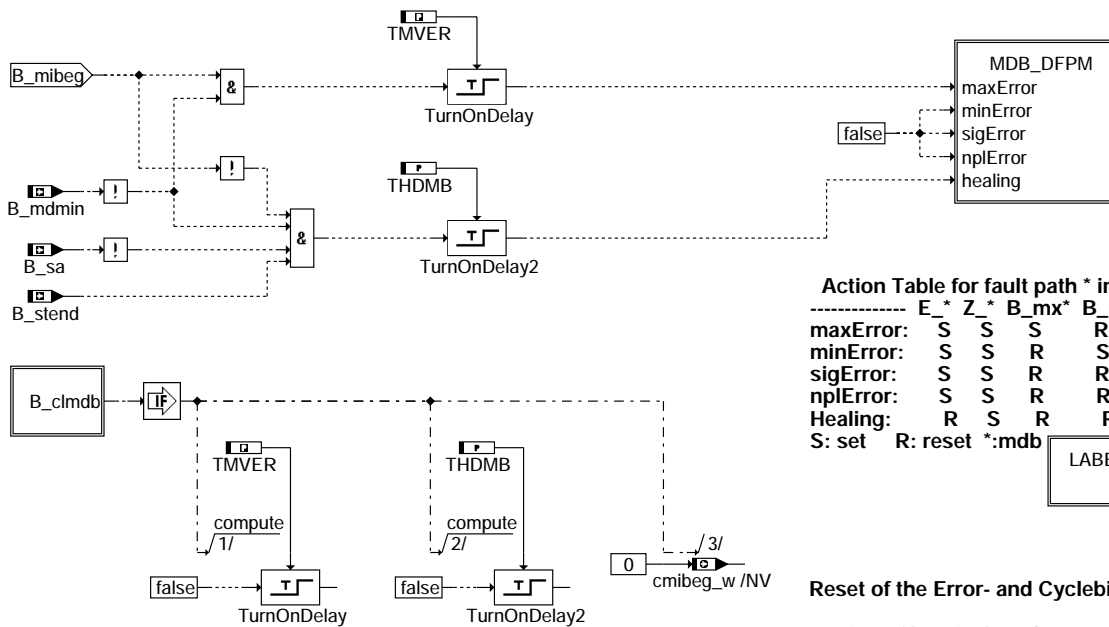 TMVER
B_mibeg
&
TurnOnDelay
MDB_DFPM
maxError
minError
false
sigError
nplError
healing
!
THDMB
B_mdmin
!
&
TurnOnDelay2
B_sa
!
B_stend
Action Table for fault path * in
-------------- E_* Z_* B_mx* B_
maxError: S S S R
minError: S S R S
sigError: S S R R
nplError: S S R R
Healing: R S R R
S: set R: reset *:mdb
B_clmdb
IF
TMVER
THDMB
compute
1/
compute
2/
/3/
false
TurnOnDelay
false
TurnOnDelay2
0
cmibeg_w /NV
Reset of the Error- and Cyclebi